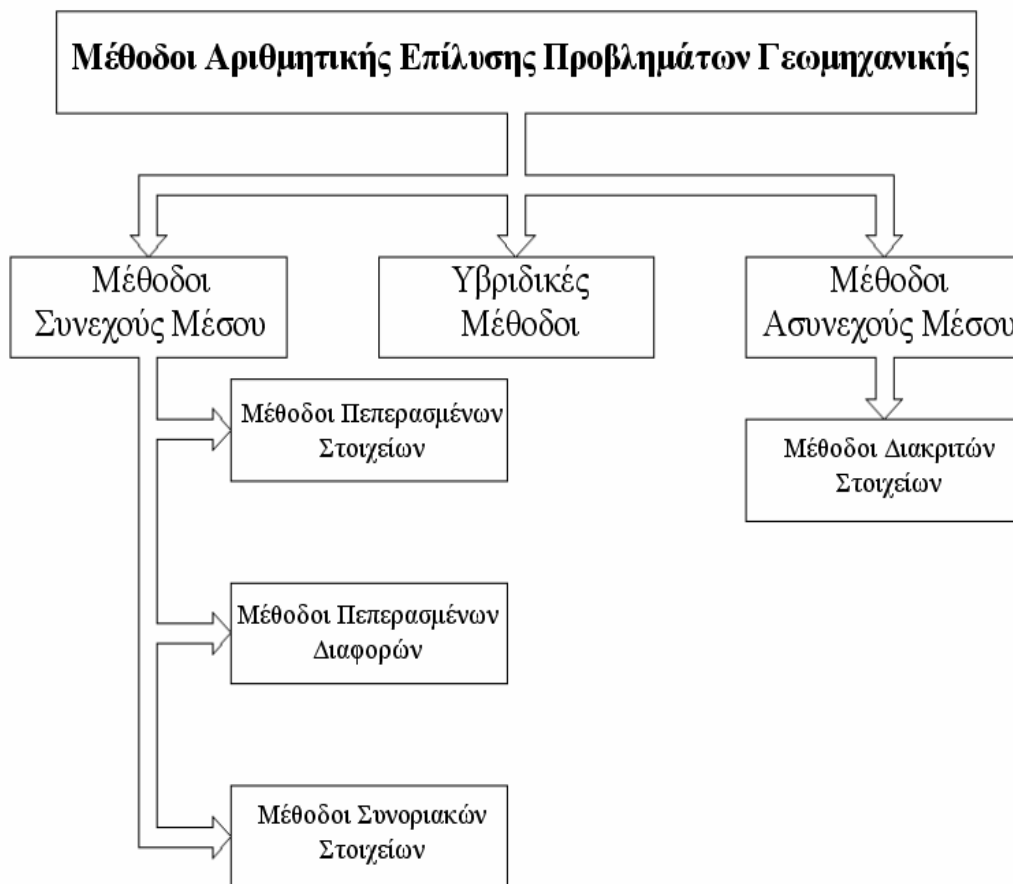 Μέθοδοι Αριθμητικής Επίλυσης Προβλημάτων Γεωμηχανικής
Μέθοδοι
Συνεχούς Μέσου
Υβριδικές
Μέθοδοι
Μέθοδοι
Ασυνεχούς Μέσου
Μέθοδοι Πεπερασμένων
Στοιχείων
Μέθοδοι Διακριτών
Στοιχείων
Μέθοδοι Πεπερασμένων
Διαφορών
Μέθοδοι Συνοριακών
Στοιχείων